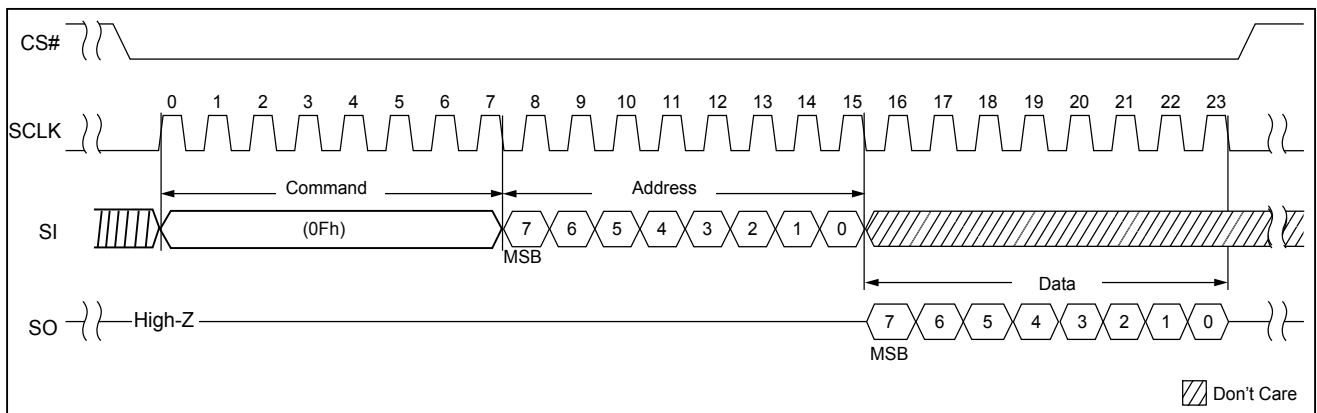 CS#
0 1 2 3 4 5 6 7 8 9 10 11 12 13 14 15 16 17 18 19 20 21 22 23
SCLK
Command Address
SI (0Fh) 7 6 5 4 3 2 1 0
MSB
Data
SO High-Z 7 6 5 4 3 2 1 0
MSB
Don't Care